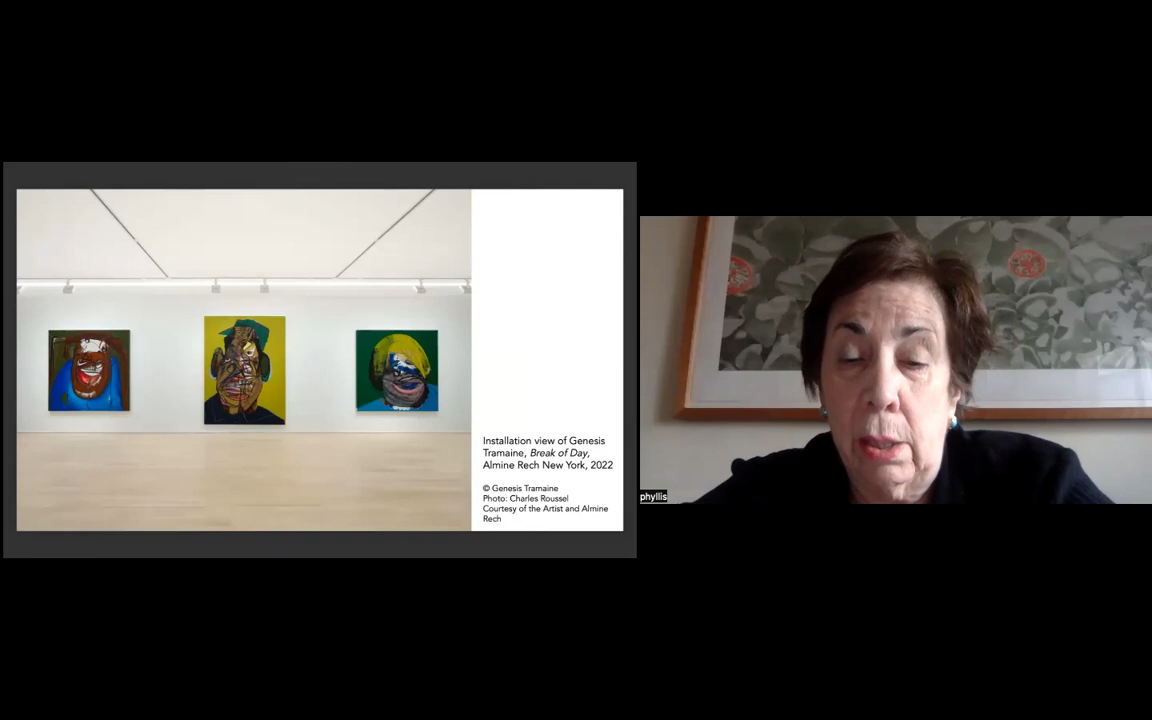 Installation view of Genesis
Tramaine, Break of Day,
Almine Rech New York, 2022
© Genesis Tramaine
Photo: Charles Roussel
Courtesy of the Artist and Almine
Rech
phyllis